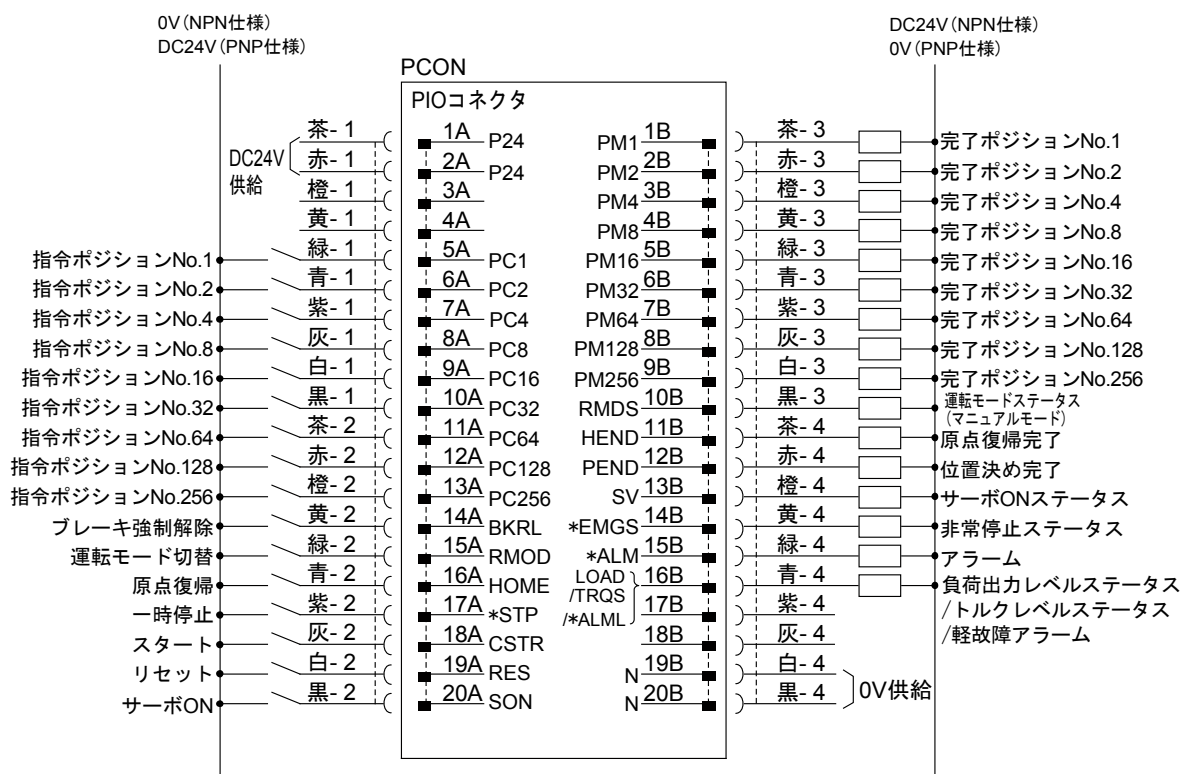 0V(NPN仕様)
DC24V(PNP仕様)
DC24V(NPN仕様)
0V(PNP仕様)
PCON
PIOコネクタ
DC24V
供給
茶-1 1A P24
赤-1 2A P24
橙-1 3A
黄-1 4A
指令ポジションNo.1 緑-1 5A PC1
指令ポジションNo.2 青-1 6A PC2
指令ポジションNo.4 紫-1 7A PC4
指令ポジションNo.8 灰-1 8A PC8
指令ポジションNo.16 白-1 9A PC16
指令ポジションNo.32 黒-1 10A PC32
指令ポジションNo.64 茶-2 11A PC64
指令ポジションNo.128 赤-2 12A PC128
指令ポジションNo.256 橙-2 13A PC256
ブレーキ強制解除 黄-2 14A BKRL
運転モード切替 緑-2 15A RMOD
原点復帰 青-2 16A HOME
一時停止 紫-2 17A *STP
スタート 灰-2 18A CSTR
リセット 白-2 19A RES
サーボON 黒-2 20A SON
PM1 1B 茶-3 完了ポジションNo.1
PM2 2B 赤-3 完了ポジションNo.2
PM4 3B 橙-3 完了ポジションNo.4
PM8 4B 黄-3 完了ポジションNo.8
PM16 5B 緑-3 完了ポジションNo.16
PM32 6B 青-3 完了ポジションNo.32
PM64 7B 紫-3 完了ポジションNo.64
PM128 8B 灰-3 完了ポジションNo.128
PM256 9B 白-3 完了ポジションNo.256
RMDS 10B 黒-3 運転モードステータス
(マニュアルモード)
HEND 11B 茶-4 原点復帰完了
PEND 12B 赤-4 位置決め完了
SV 13B 橙-4 サーボONステータス
*EMGS 14B 黄-4 非常停止ステータス
*ALM 15B 緑-4 アラーム
LOAD 16B 青-4 負荷出力レベルステータス
/TRQS
/*ALML 17B 紫-4 /トルクレベルステータス
18B 灰-4 /軽故障アラーム
N 19B 白-4
N 20B 黒-4
0V供給